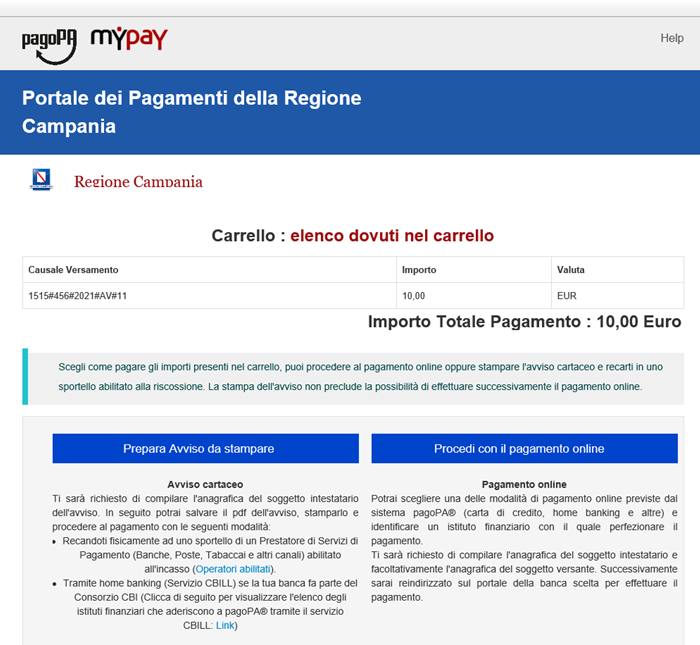 pagoPA mypay Help
Portale dei Pagamenti della Regione
Campania
Regione Campania
Carrello : elenco dovuti nel carrello
Causale Versamento Importo Valuta
1515#456#2021#AV#11 10,00 EUR
Importo Totale Pagamento : 10,00 Euro
Scegli come pagare gli importi presenti nel carrello, puoi procedere al pagamento online oppure stampare l'avviso cartaceo e recarti in uno
sportello abilitato alla riscossione. La stampa dell'avviso non preclude la possibilità di effettuare successivamente il pagamento online.
Prepara Avviso da stampare
Avviso cartaceo
Ti sarà richiesto di compilare l'anagrafica del soggetto intestatario
dell'avviso. In seguito potrai salvare il pdf dell'avviso, stamparlo e
procedere al pagamento con le seguenti modalità:
• Recandoti fisicamente ad uno sportello di un Prestatore di Servizi di
Pagamento (Banche, Poste, Tabaccai e altri canali) abilitato
all'incasso (Operatori abilitati).
• Tramite home banking (Servizio CBILL) se la tua banca fa parte del
Consorzio CBI (Clicca di seguito per visualizzare l'elenco degli
istituti finanziari che aderiscono a pagoPA® tramite il servizio
CBILL: Link)
Procedi con il pagamento online
Pagamento online
Potrai scegliere una delle modalità di pagamento online previste dal
sistema pagoPA® (carta di credito, home banking e altre) e
identificare un istituto finanziario con il quale perfezionare il
pagamento.
Ti sarà richiesto di compilare l'anagrafica del soggetto intestatario e
facoltativamente l'anagrafica del soggetto versante. Successivamente
sarai reindirizzato sul portale della banca scelta per effettuare il
pagamento.